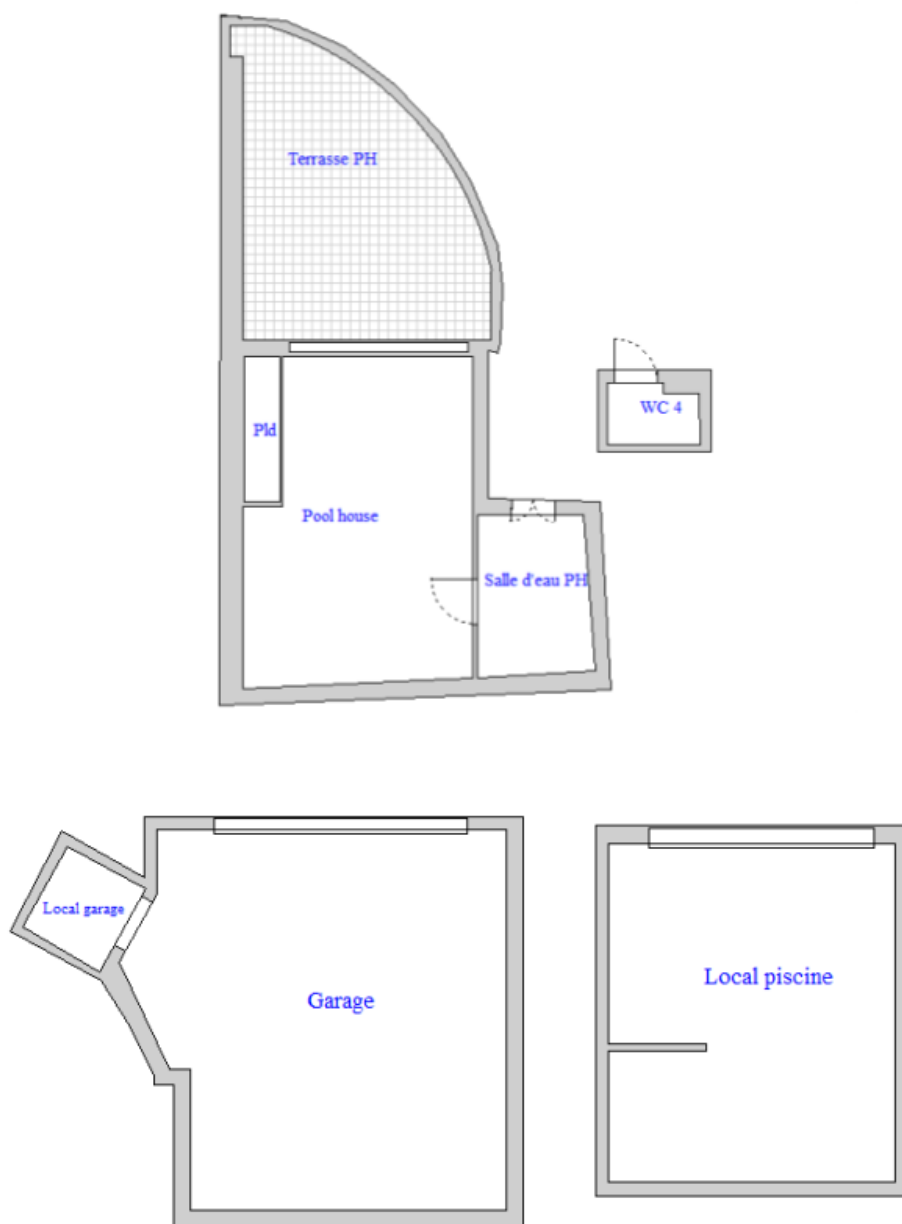 Terrasse PH
WC 4
Pld
Pool house
Salle d'eau PH
Local garage
Garage
Local piscine